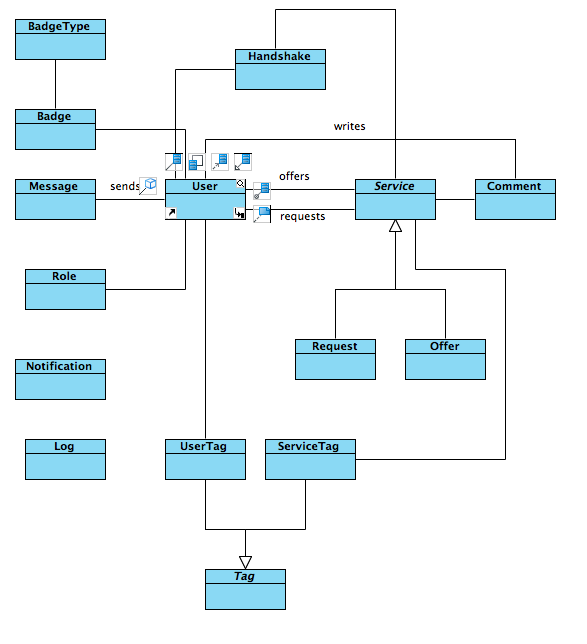 BadgeType
Handshake
Badge
writes
Message
sends
User
offers
Service
Comment
requests
Role
Request
Offer
Notification
Log
UserTag
ServiceTag
Tag